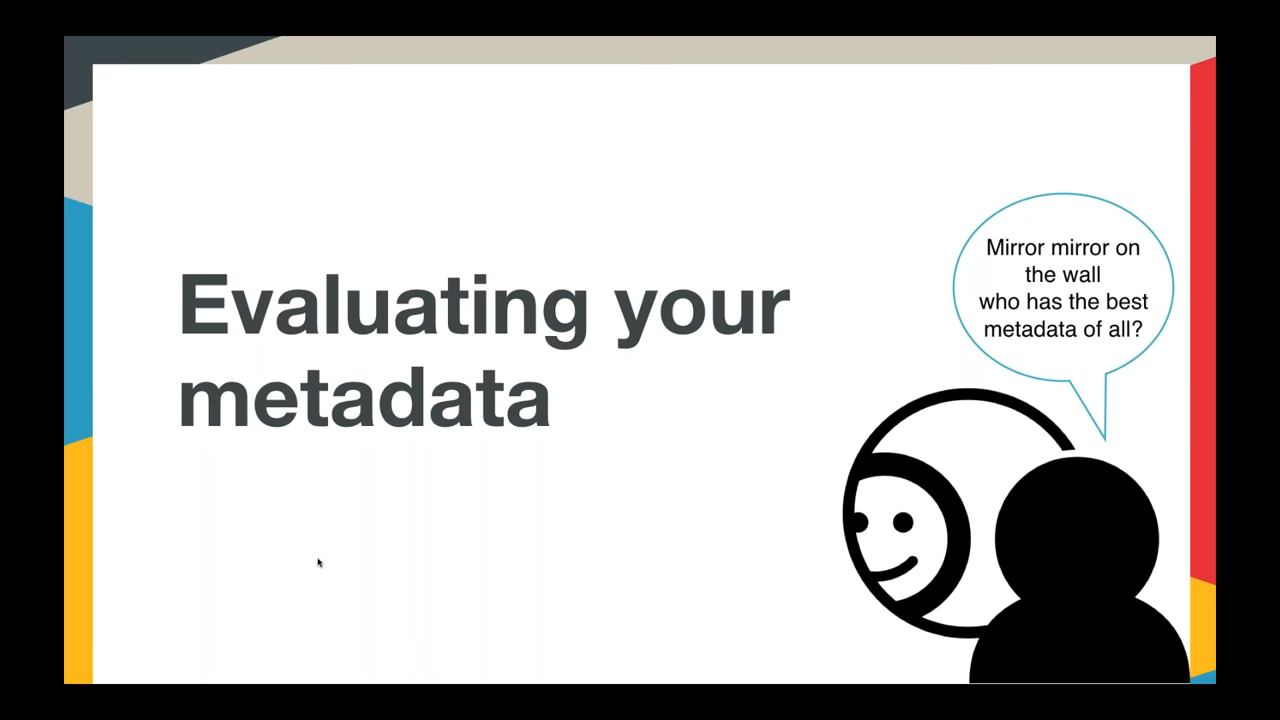 Evaluating your
metadata
Mirror mirror on
the wall
who has the best
metadata of all?